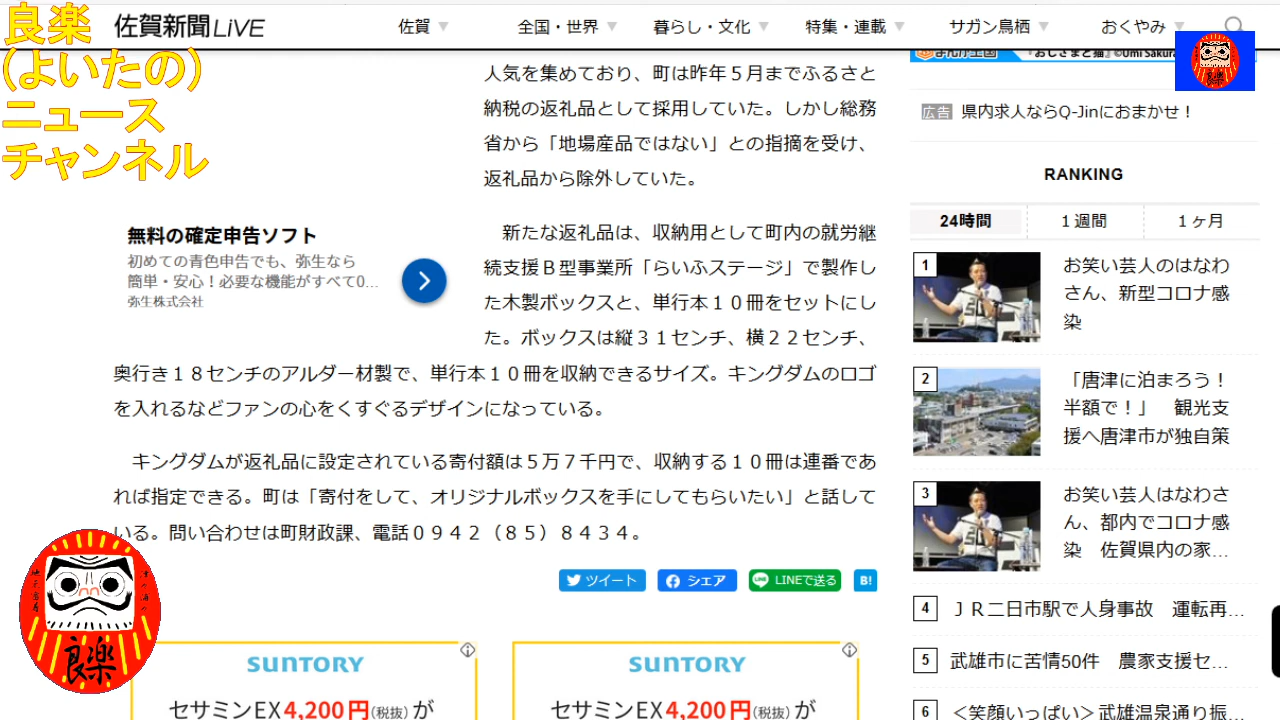 良楽
(よいたの)
ニュース
チャンネル
佐賀新聞LiVE
佐賀
全国・世界
暮らし・文化
特集・連載
サガン鳥栖
おくやみ
人気を集めており、町は昨年５月までふるさと
納税の返礼品として採用していた。しかし総務
省から「地場産品ではない」との指摘を受け、
返礼品から除外していた。
無料の確定申告ソフト
初めての青色申告でも、弥生なら
簡単・安心！必要な機能がすべて0...
弥生株式会社
新たな返礼品は、収納用として町内の就労継
続支援Ｂ型事業所「らいふステージ」で製作し
た木製ボックスと、単行本１０冊をセットにし
た。ボックスは縦３１センチ、横２２センチ、
奥行き１８センチのアルダー材製で、単行本１０冊を収納できるサイズ。キングダムのロゴ
を入れるなどファンの心をくすぐるデザインになっている。
キングダムが返礼品に設定されている寄付額は５万７千円で、収納する１０冊は連番であ
れば指定できる。町は「寄付をして、オリジナルボックスを手にしてもらいたい」と話して
いる。問い合わせは町財政課、電話０９４２（８５）８４３４。
ツイート
シェア
LINEで送る
B!
良楽
SUNTORY
セサミンEX4,200円(税抜)が
SUNTORY
セサミンEX4,200円(税抜)が
まんが王国
『おじさまと猫』©Umi Sakura
良楽
広告 県内求人ならQ-Jinにおまかせ！
RANKING
24時間
１週間
１ヶ月
1
お笑い芸人のはなわ
さん、新型コロナ感
染
2
「唐津に泊まろう！
半額で！」　観光支
援へ唐津市が独自策
3
お笑い芸人はなわさ
ん、都内でコロナ感
染　佐賀県内の家...
4
ＪＲ二日市駅で人身事故　運転再...
5
武雄市に苦情50件　農家支援セ...
6
＜笑顔いっぱい＞武雄温泉通り振...